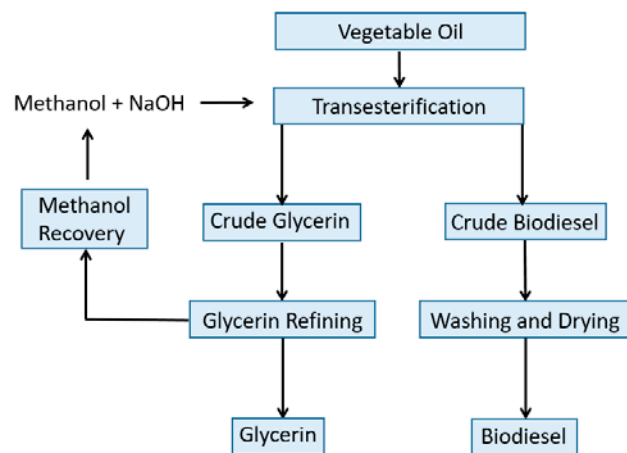 Vegetable Oil
Methanol + NaOH
Transesterification
Methanol
Recovery
Crude Glycerin
Crude Biodiesel
Glycerin Refining
Washing and Drying
Glycerin
Biodiesel